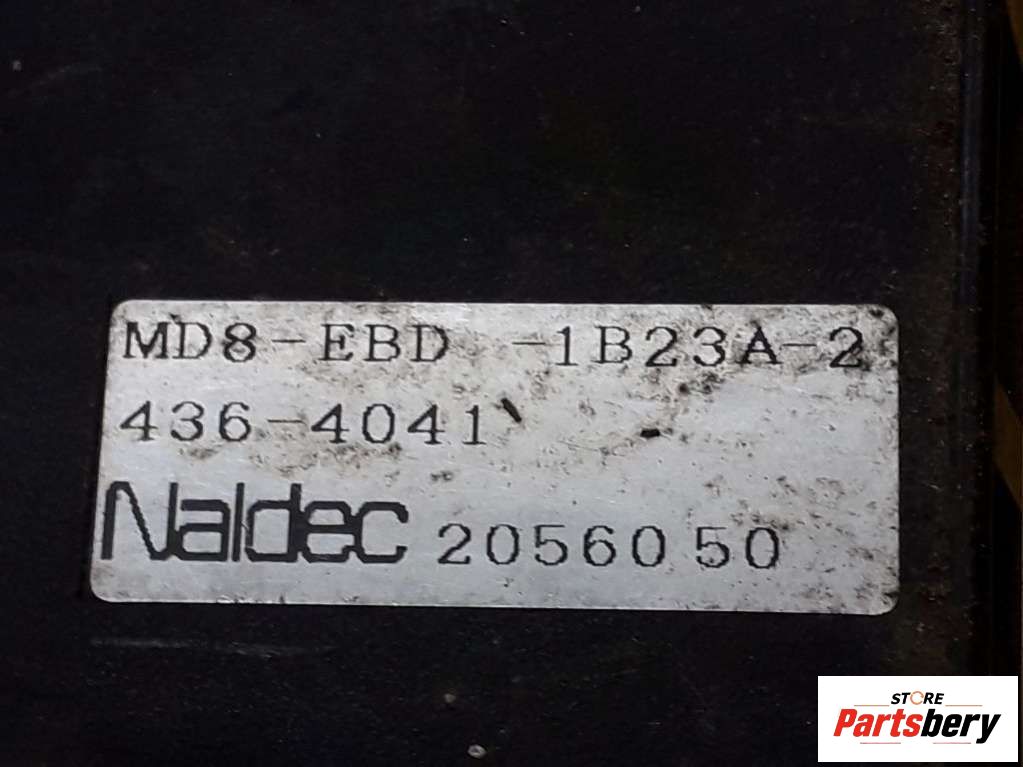 MD8-EBD -1B23A-2
436-4041
Naldec 2056050
STORE
Partsbery